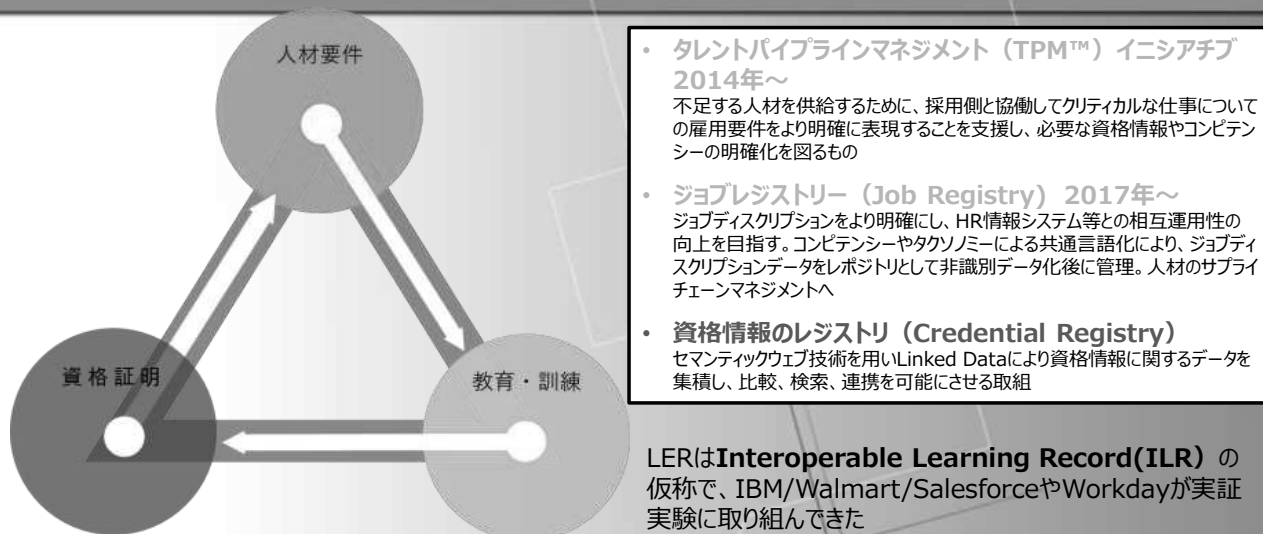 人材要件
資格証明
教育・訓練
• タレントパイプラインマネジメント（TPM™）イニシアチブ
2014年～
不足する人材を供給するために、採用側と協働してクリティカルな仕事について
の雇用要件をより明確に表現することを支援し、必要な資格情報やコンピテン
シーの明確化を図るもの
• ジョブレジストリー（Job Registry) 2017年～
ジョブディスクリプションをより明確にし、HR情報システム等との相互運用性の
向上を目指す。コンピテンシーやタクソノミーによる共通言語化により、ジョブディ
スクリプションデータをレポジトリとして非識別データ化後に管理。人材のサプライ
チェーンマネジメントへ
• 資格情報のレジストリ（Credential Registry）
セマンティックウェブ技術を用いLinked Dataにより資格情報に関するデータを
集積し、比較、検索、連携を可能にさせる取組
LERはInteroperable Learning Record(ILR）の
仮称で、IBM/Walmart/SalesforceやWorkdayが実証
実験に取り組んできた